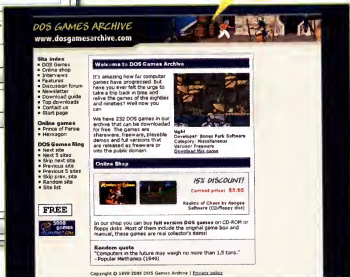 DOS GAMES ARCHIVE
www.dosgamesarchive.com
Site index
DOS Games
Online shop
Interviews
Features
Discussion forum
Newsletter
Download guide
Top downloads
Contact us
Start page
Online games
Prince of Persia
Hexxagon
DOS Games Ring
Next site
Next 5 sites
Skip next site
Previous site
Previous 5 sites
Skip prev. site
Random site
Site list
FREE
5000
games
Welcome to DOS Games Archive
It's amazing how far computer
games have progressed. But
have you ever felt the urge to
take a trip back in time and
relive the games of the eighties
and nineties? Well now you
can.
We have 232 DOS games in our
archive that can be downloaded
for free. The games are
shareware, freeware, playable
demos and full versions that
are released as freeware or
into the public domain.
Ugh!
Developer: Bones Park Software
Category: Miscellaneous
Version: Freeware
Download this game
Online Shop
15% DISCOUNT!
Current price: $5.95
Realms of Chaos by Apogee
Software (CD/floppy disc)
In our shop you can buy full version DOS games on CD-ROM or
floppy disks. Most of them include the original game box and
manual, these games are real collector's items!
Random quote
"Computers in the future may weigh no more than 1.5 tons."
-Popular Mechanics (1949)
Copyright © 1998-2005 DOS Games Archive | Privacy policy